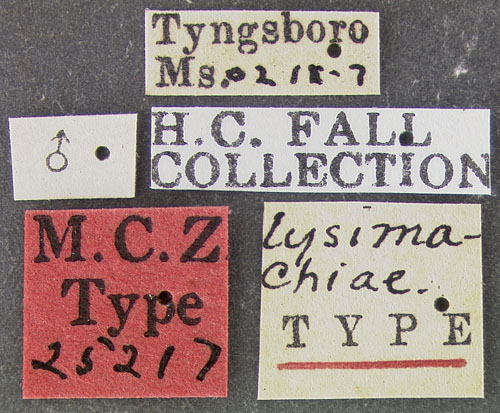 Tyngsboro
Ms.
♂
H.C. FALL
COLLECTION
M.C.Z.
Type
25217
lysima-
chiae.
TYPE